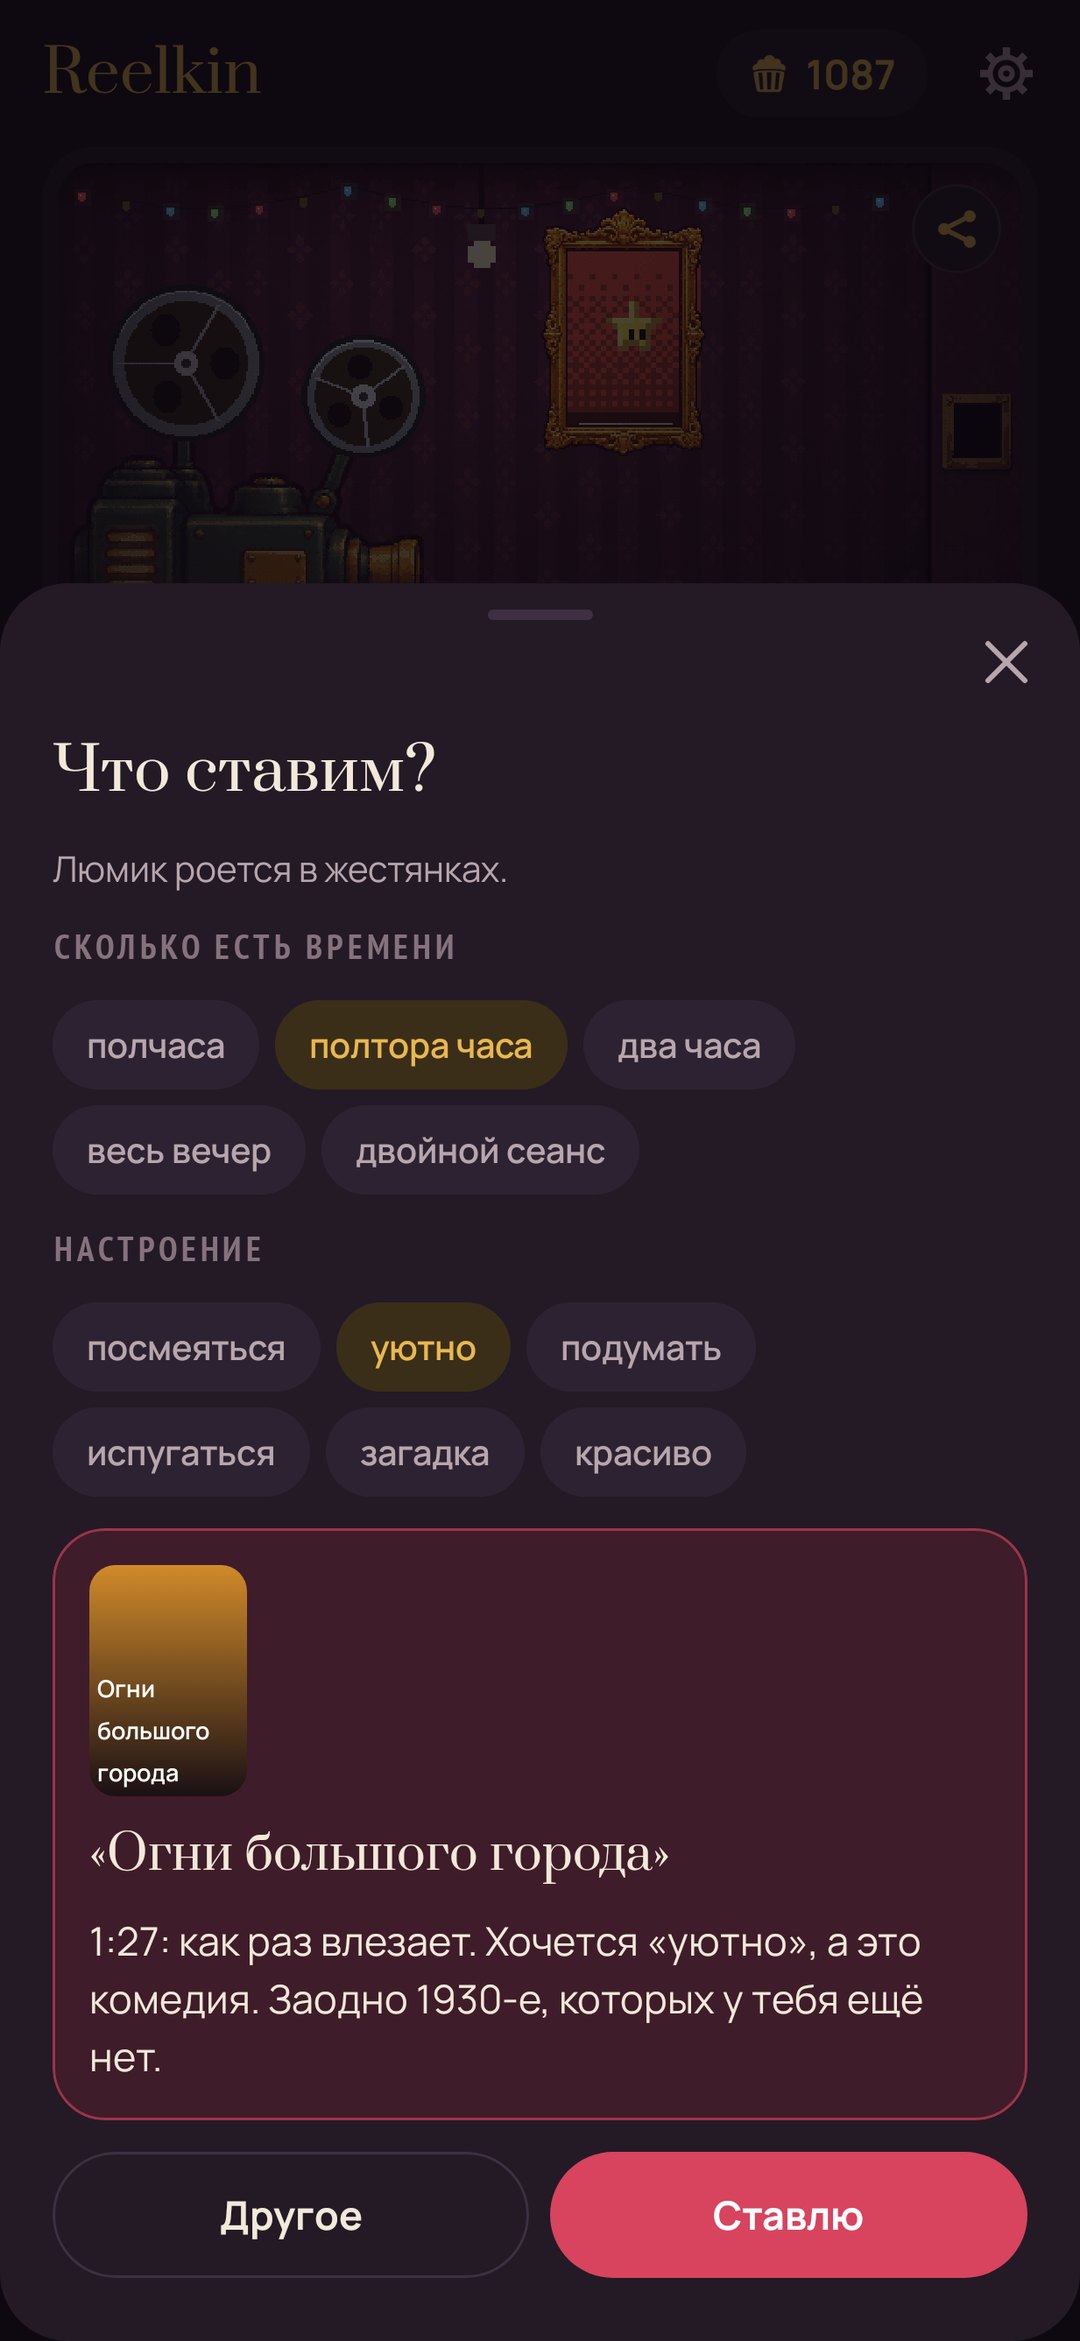 Reelkin
1087
Что ставим?
Люмик роется в жестянках.
СКОЛЬКО ЕСТЬ ВРЕМЕНИ
полчаса
полтора часа
два часа
весь вечер
двойной сеанс
НАСТРОЕНИЕ
посмеяться
уютно
подумать
испугаться
загадка
красиво
Огни
большого
города
«Огни большого города»
1:27: как раз влезает. Хочется «уютно», а это
комедия. Заодно 1930-е, которых у тебя ещё
нет.
Другое
Ставлю